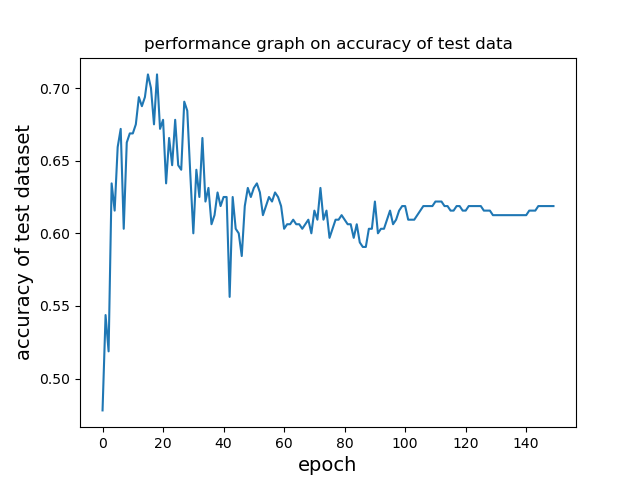 performance graph on accuracy of test data
accuracy of test dataset
0.70
0.65
0.60
0.55
0.50
0 20 40 60 80 100 120 140
epoch